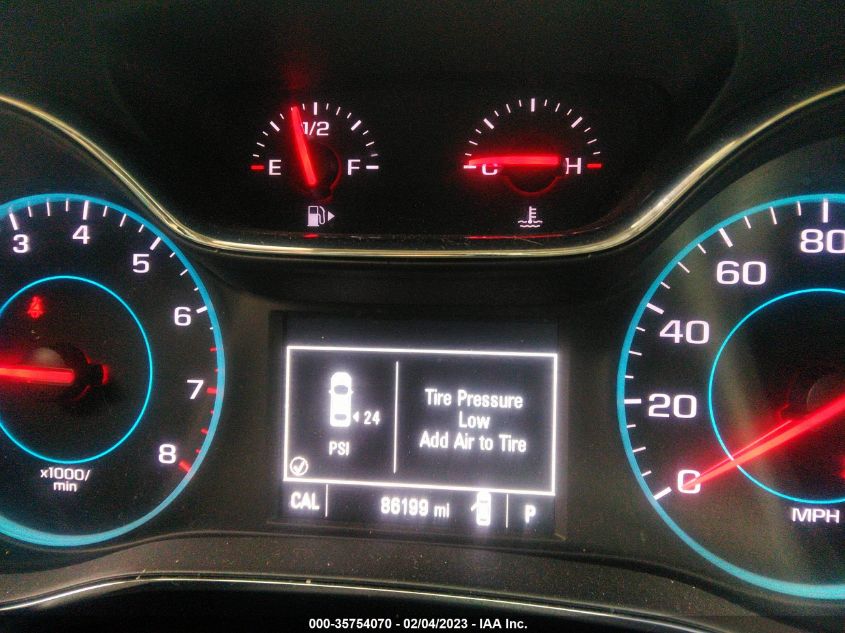 1/2
E F
C H
3 4 5 6 7 8
x1000/
min
24
PSI
Tire Pressure
Low
Add Air to Tire
CAL 86199 mi P
0 20 40 60 80
MPH
000-35754070 - 02/04/2023 - IAA Inc.